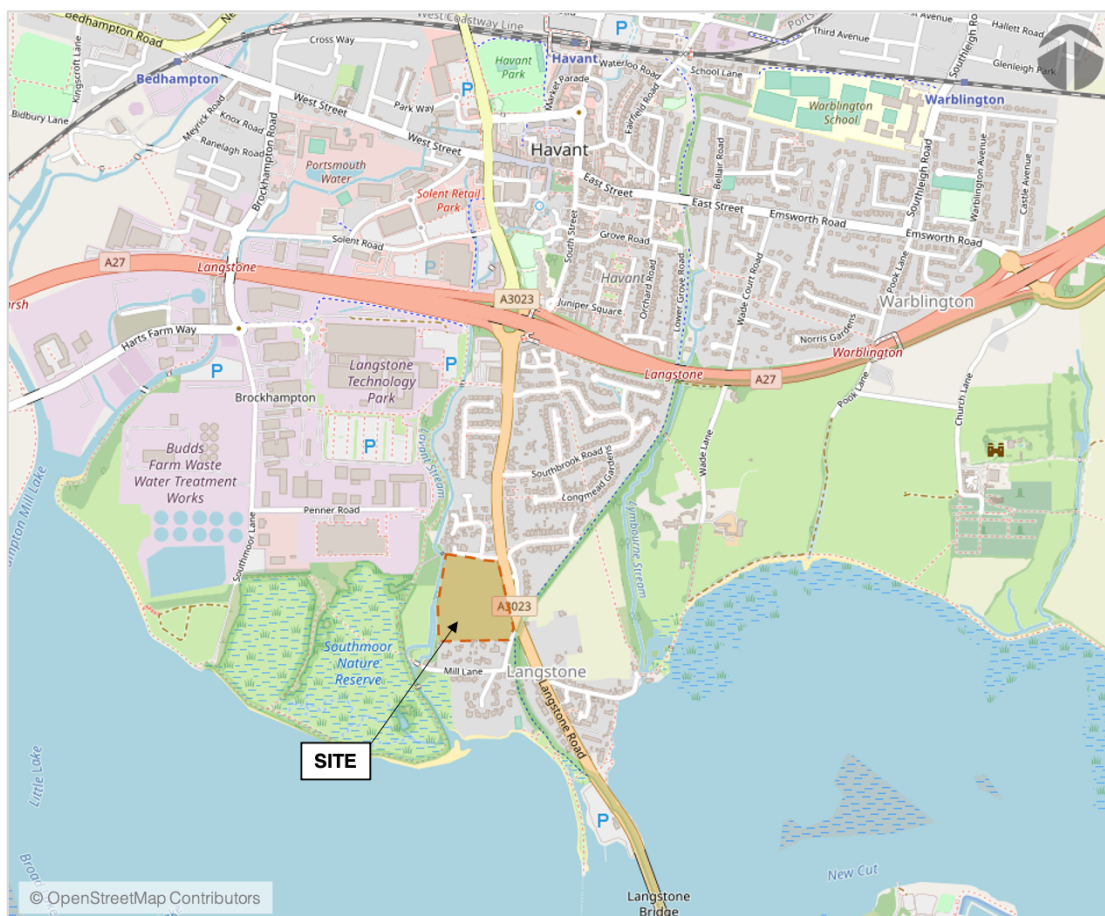 Bedhampton Road
West Coastway Line
Cross Way
Kingscroft Lane
Bedhampton
Havant
Park
Havant
P
P
Waterloo Road
School Lane
Third Avenue
Hallett Road
Glenleigh Park
Southleigh Road
Warblington
Warblington
School
Market Parade
Fairfield Road
Park Way
West Street
West Street
Bidbury Lane
Meyrick Road
Knox Road
Ranelagh Road
Brockhampton Road
Portsmouth
Water
Havant
Solent Retail
Park
Solent Road
P
East Street
East Street
Emsworth Road
Emsworth Road
Bellair Road
Southleigh Road
Warblington Avenue
Castle Avenue
South Street
Grove Road
Havant
Orchard Road
Lower Grove Road
Wade Court Road
Juniper Square
Pook Lane
Warblington
Norris Gardens
A27
Langstone
A3023
Warblington
Langstone
A27
Harts Farm Way
P
P
Langstone
Technology
Park
Brockhampton
P
Budds
Farm Waste
Water Treatment
Works
Lavant Stream
Southbrook Road
Longmead Gardens
Wade Lane
Pook Lane
Church Lane
Penner Road
Southmoor Lane
Lymbourne Stream
A3023
Southmoor
Nature
Reserve
Mill Lane
Langstone
Langstone Road
SITE
Little Lake
P
New Cut
Langstone
Bridge
© OpenStreetMap Contributors